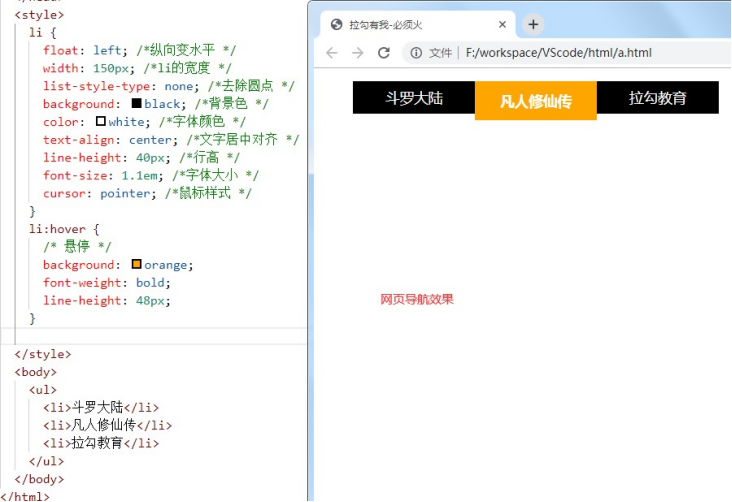 </head>
<style>
li {
float: left; /*纵向变水平 */
width: 150px; /*li的宽度 */
list-style-type: none; /*去除圆点 */
background: black; /*背景色 */
color: white; /*字体颜色 */
text-align: center; /*文字居中对齐 */
line-height: 40px; /*行高 */
font-size: 1.1em; /*字体大小 */
cursor: pointer; /*鼠标样式 */
}
li:hover {
/* 悬停 */
background: orange;
font-weight: bold;
line-height: 48px;
}
</style>
<body>
<ul>
<li>斗罗大陆</li>
<li>凡人修仙传</li>
<li>拉勾教育</li>
</ul>
</body>
</html>
拉勾有我-必须火
文件 | F:/workspace/VScode/html/a.html
斗罗大陆 凡人修仙传 拉勾教育
网页导航效果